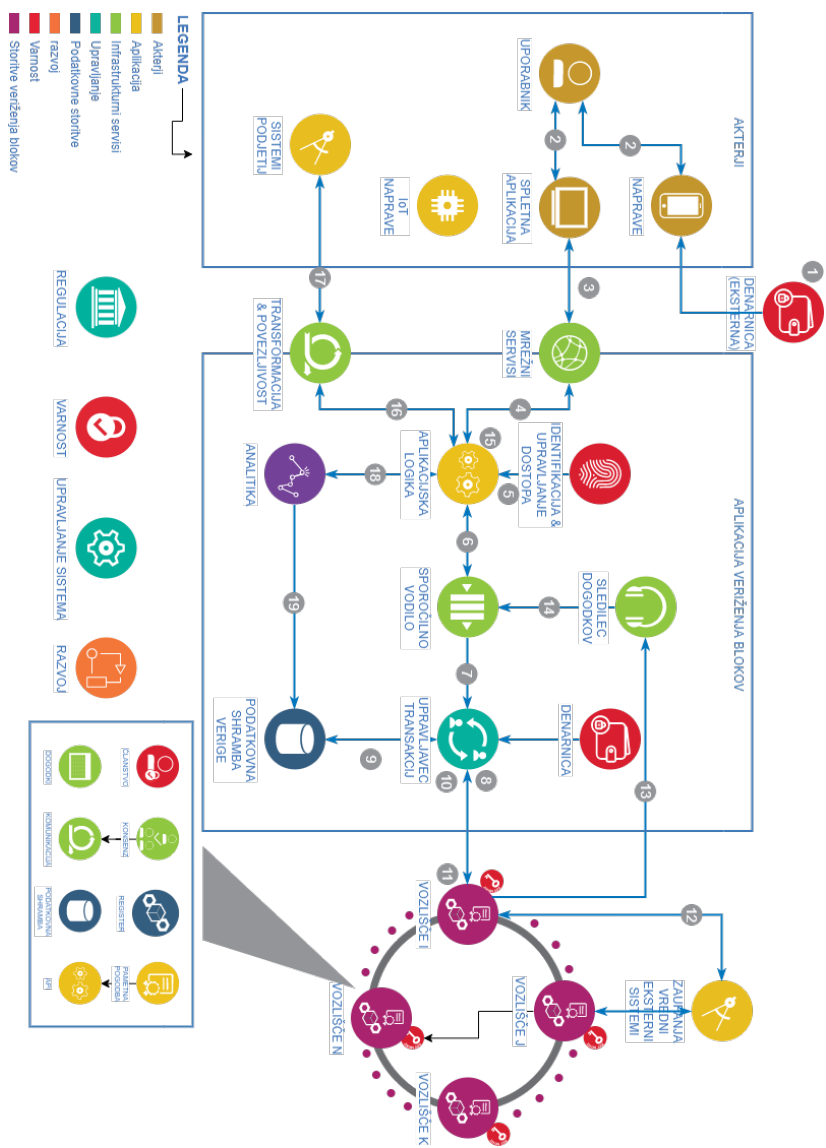 1
DENARNICA
(EKSTERNA)
AKTERJI
APLIKACIJA VERIŽENJA BLOKOV
2
NAPRAVE
12
ZAUPANJA
VREDNI
EKSTERNI
SISTEMI
13
2
3
UPORABNIK
SPLETNA
APLIKACIJA
MREŽNI
SERVISI
4
IDENTIFIKACIJA &
UPRAVLJANJE
DOSTOPA
5
SLEDILEC
DOGODKOV
14
DENARNICA
VOZLIŠČE J
15
6
7
8
10
11
IoT
NAPRAVE
APLIKACIJSKA
LOGIKA
SPOROČILNO
VODILO
UPRAVLJAVEC
TRANSAKCIJ
VOZLIŠČE I
VOZLIŠČE K
16
18
9
SISTEMI
PODJETIJ
17
TRANSFORMACIJA
& POVEZLJIVOST
ANALITIKA
19
PODATKOVNA
SHRAMBA
VERIGE
VOZLIŠČE N
LEGENDA
Akterji
Aplikacija
Infrastrukturni servisi
Upravljanje
Podatkovne storitve
razvoj
Varnost
Storitve veriženja blokov
REGULACIJA
VARNOST
UPRAVLJANJE SISTEMA
RAZVOJ
ČLANSTVO
KONSENZ
REGISTER
PAMETNA
POGODBA
DOGODKI
KOMUNIKACIJA
PODATKOVNA
SHRAMBA
API